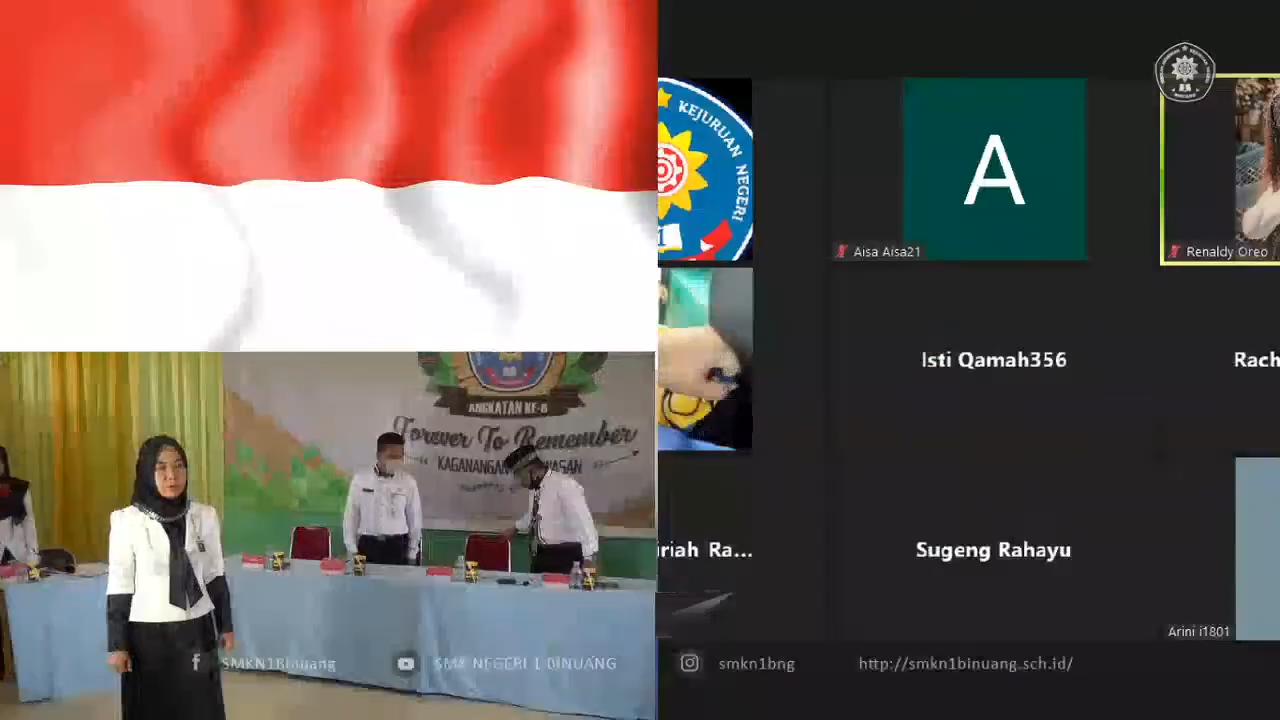 KEJURUAN NEGERI
1
A
Aisa Aisa21
Renaldy Oreo
Isti Qamah356
Rach
riah Ra...
Sugeng Rahayu
Arini i1801
ANGKATAN KE-8
Forever To Remember
SMKN1Binuang
SMK NEGERI 1 BINUANG
smkn1bng
http://smkn1binuang.sch.id/